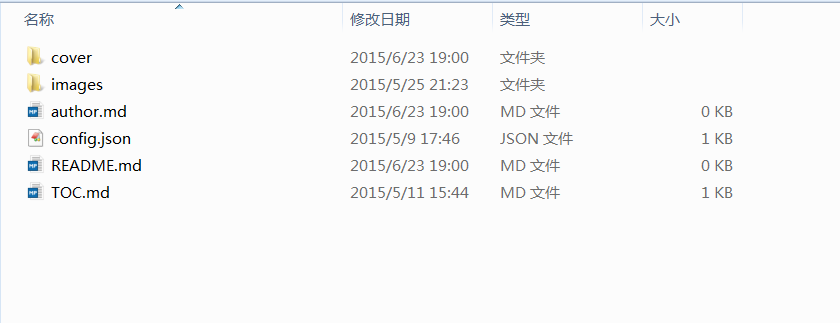 名称 修改日期 类型 大小
cover 2015/6/23 19:00 文件夹
images 2015/5/25 21:23 文件夹
author.md 2015/6/23 19:00 MD 文件 0 KB
config.json 2015/5/9 17:46 JSON 文件 1 KB
README.md 2015/6/23 19:00 MD 文件 0 KB
TOC.md 2015/5/11 15:44 MD 文件 1 KB